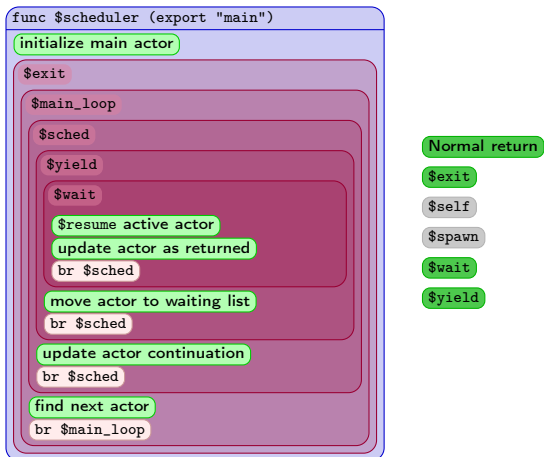 func $scheduler (export "main")
initialize main actor
$exit
$main_loop
$sched
$yield
$wait
$resume active actor
update actor as returned
br $sched
move actor to waiting list
br $sched
update actor continuation
br $sched
find next actor
br $main_loop
Normal return
$exit
$self
$spawn
$wait
$yield